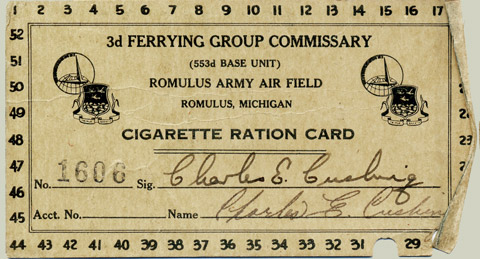 1 2 3 4 5 6 7 8 9 10 11 12 13 14 15 16 17
52
51
50
49
48
47
46
45
3d FERRYING GROUP COMMISSARY
(553d BASE UNIT)
ROMULUS ARMY AIR FIELD
ROMULUS, MICHIGAN
CIGARETTE RATION CARD
No. 1606 Sig. Charles E. Cushing
Acct. No. Name Charles E. Cushin
44 43 42 41 40 39 38 37 36 35 34 33 32 31 29